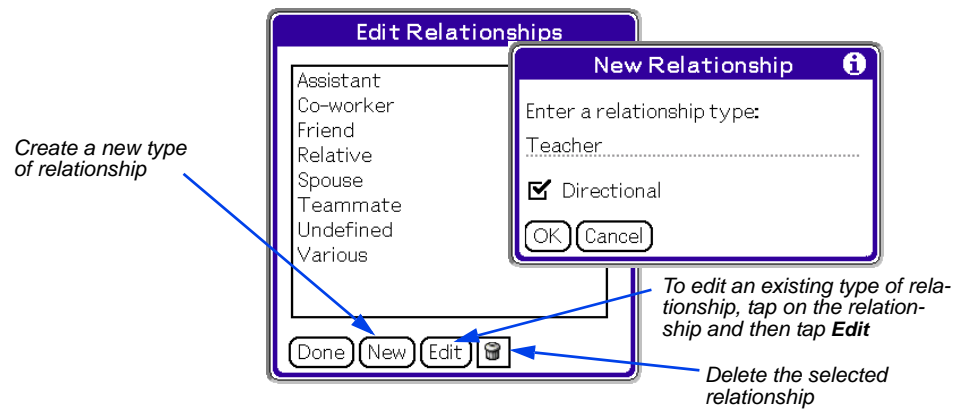 Edit Relationships
New Relationship
Assistant
Co-worker
Friend
Relative
Spouse
Teammate
Undefined
Various
Enter a relationship type:
Teacher
Directional
OK Cancel
Create a new type
of relationship
To edit an existing type of rela-
tionship, tap on the relation-
ship and then tap Edit
Done New Edit
Delete the selected
relationship